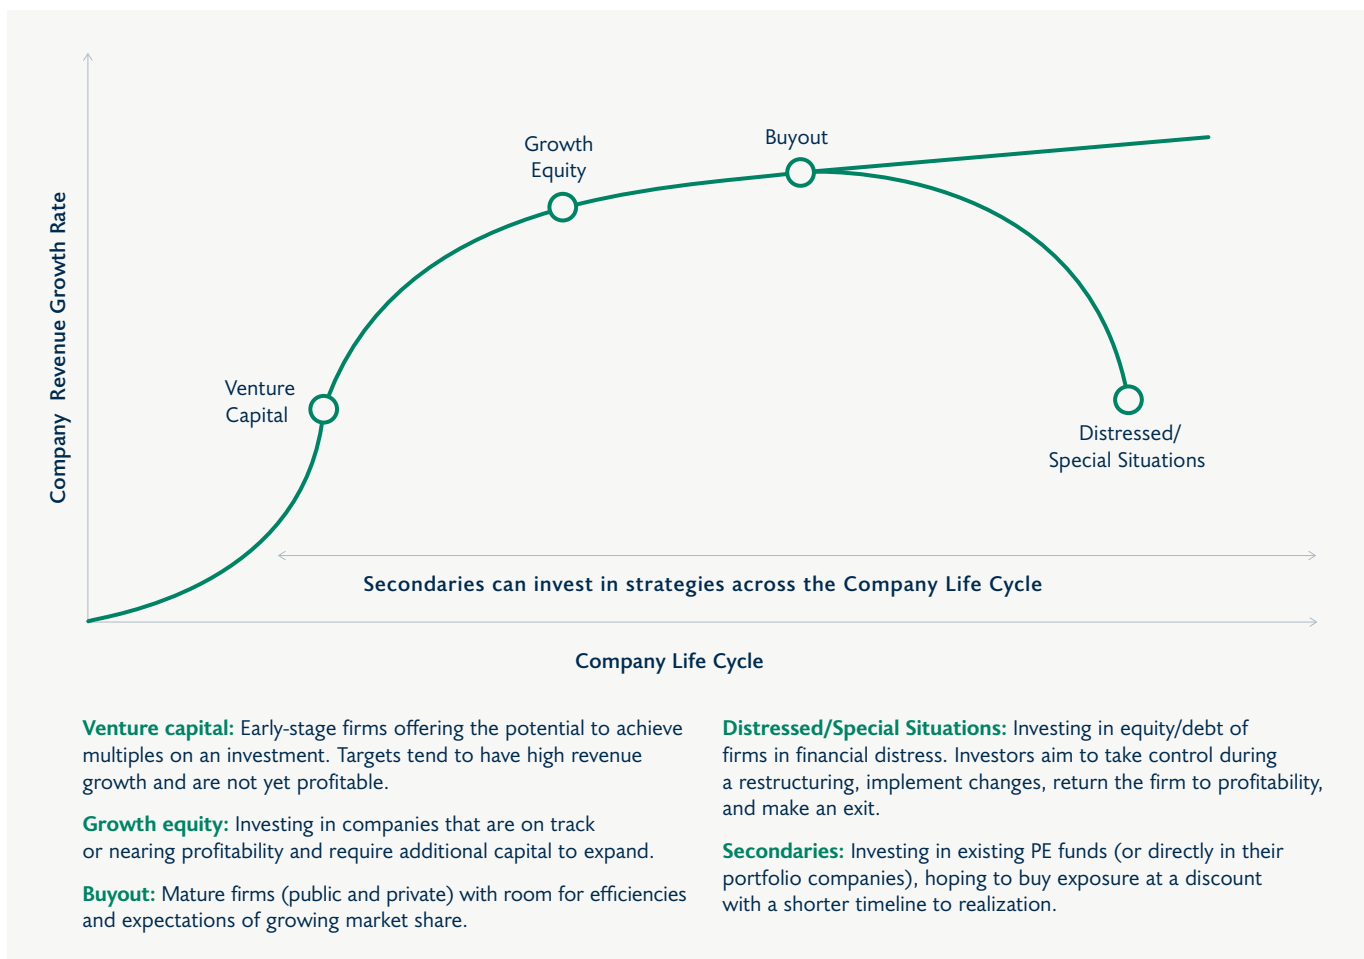 Growth
Equity
Buyout
Company Revenue Growth Rate
Venture
Capital
Distressed/
Special Situations
Secondaries can invest in strategies across the Company Life Cycle
Company Life Cycle
Venture capital: Early-stage firms offering the potential to achieve
multiples on an investment. Targets tend to have high revenue
growth and are not yet profitable.
Growth equity: Investing in companies that are on track
or nearing profitability and require additional capital to expand.
Buyout: Mature firms (public and private) with room for efficiencies
and expectations of growing market share.
Distressed/Special Situations: Investing in equity/debt of
firms in financial distress. Investors aim to take control during
a restructuring, implement changes, return the firm to profitability,
and make an exit.
Secondaries: Investing in existing PE funds (or directly in their
portfolio companies), hoping to buy exposure at a discount
with a shorter timeline to realization.